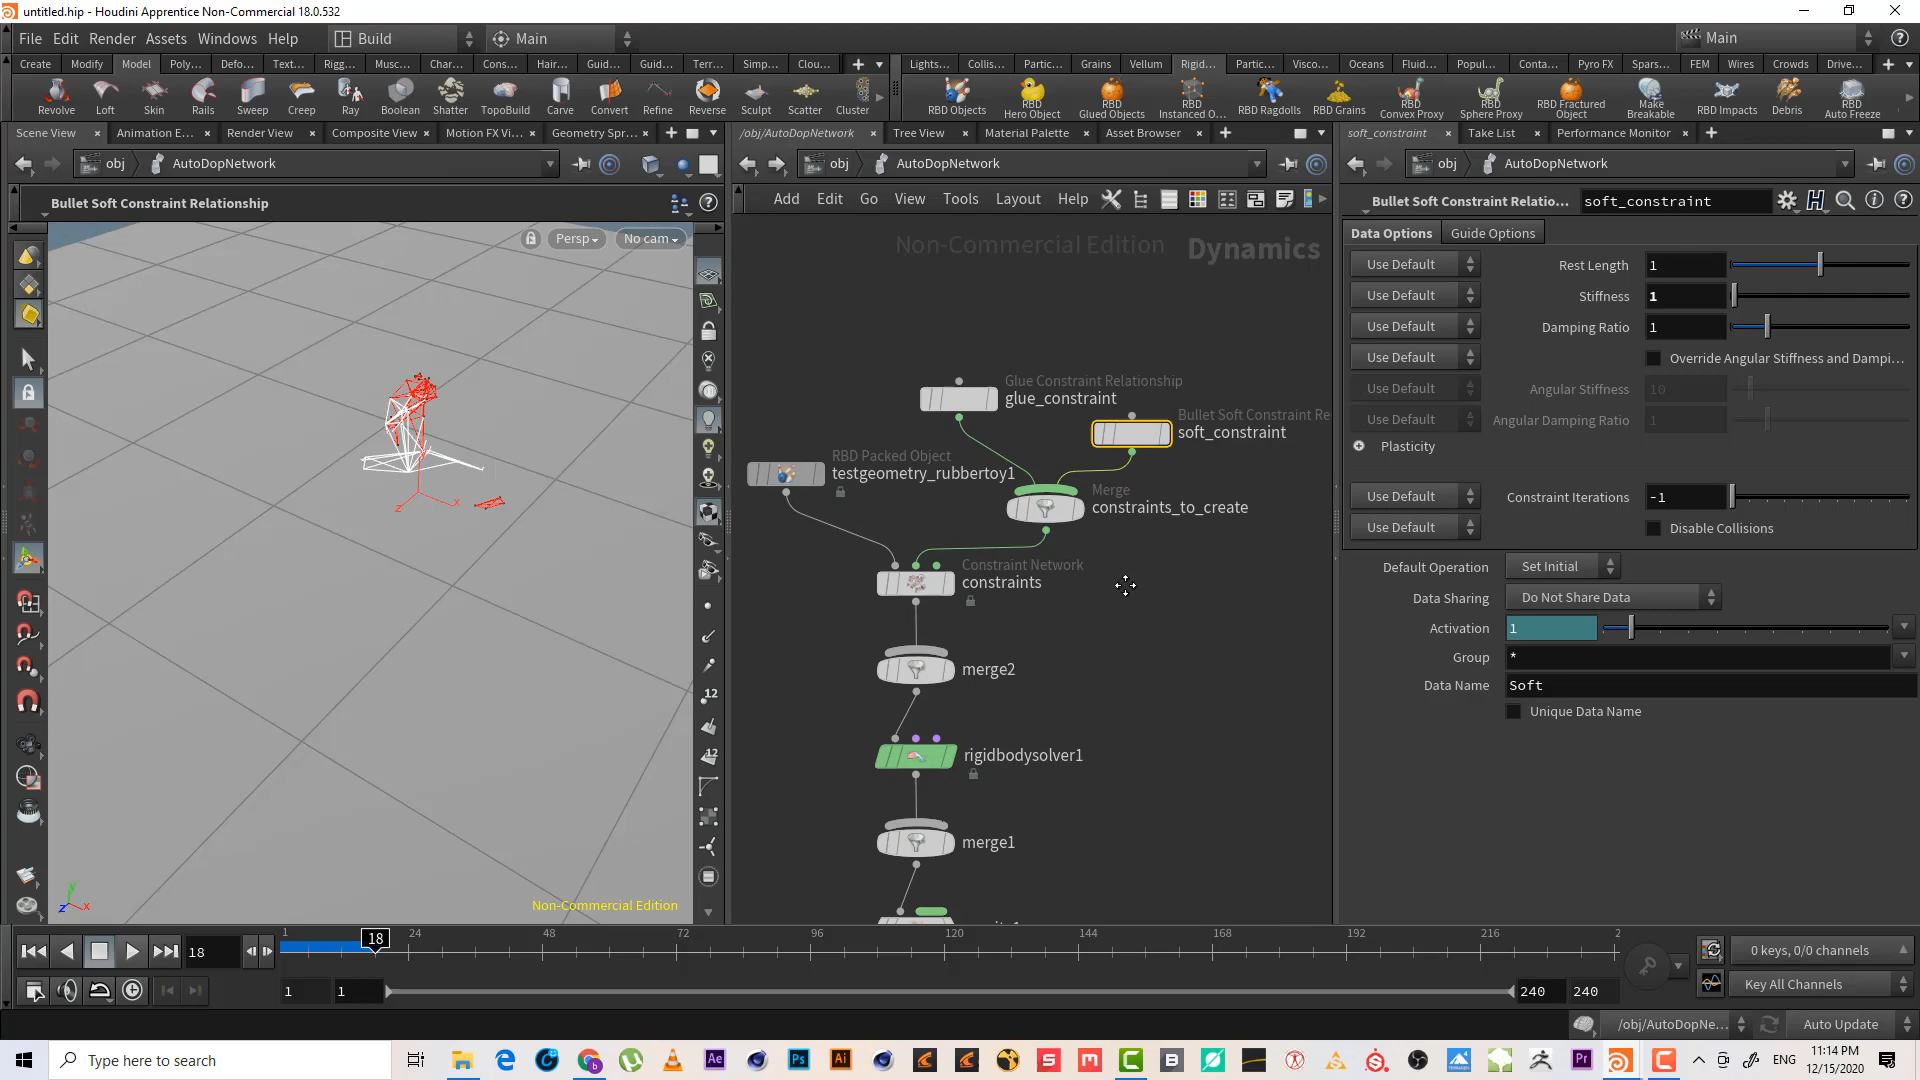 untitled.hip - Houdini Apprentice Non-Commercial 18.0.532
File Edit Render Assets Windows Help Build Main Main
Create Modify Model Poly... Defo... Text... Rigg... Musc... Char... Cons... Hair... Guid... Guid... Terr... Simp... Clou... Lights... Collis... Partic... Grains Vellum Rigid... Partic... Visco... Oceans Fluid... Popul... Conta... Pyro FX Spars... FEM Wires Crowds Drive...
Revolve Loft Skin Rails Sweep Creep Ray Boolean Shatter TopoBuild Carve Convert Refine Reverse Sculpt Scatter Cluster RBD Objects RBD Hero Object RBD Glued Objects RBD Instanced O... RBD Ragdolls RBD Grains RBD Convex Proxy RBD Sphere Proxy RBD Fractured Object Make Breakable RBD Impacts Debris RBD Auto Freeze
Scene View Animation E... Render View Composite View Motion FX Vi... Geometry Spr... /obj/AutoDopNetwork Tree View Material Palette Asset Browser soft_constraint Take List Performance Monitor
obj AutoDopNetwork obj AutoDopNetwork obj AutoDopNetwork
Bullet Soft Constraint Relationship
Persp No cam
x
z
12
12
y
z x
Non-Commercial Edition
Add Edit Go View Tools Layout Help
Non-Commercial Edition Dynamics
Glue Constraint Relationship
glue_constraint
Bullet Soft Constraint Re
soft_constraint
RBD Packed Object
testgeometry_rubbertoy1
Merge
constraints_to_create
Constraint Network
constraints
merge2
rigidbodysolver1
merge1
Bullet Soft Constraint Relatio... soft_constraint
Data Options Guide Options
Use Default Rest Length 1
Use Default Stiffness 1
Use Default Damping Ratio 1
Use Default Override Angular Stiffness and Dampi...
Use Default Angular Stiffness 10
Use Default Angular Damping Ratio 1
Plasticity
Use Default Constraint Iterations -1
Use Default Disable Collisions
Default Operation Set Initial
Data Sharing Do Not Share Data
Activation 1
Group *
Data Name Soft
Unique Data Name
1 18 24 48 72 96 120 144 168 192 216 2
18 0 keys, 0/0 channels
1 1 240 240 Key All Channels
/obj/AutoDopNe... Auto Update
Type here to search ENG 11:14 PM
12/15/2020